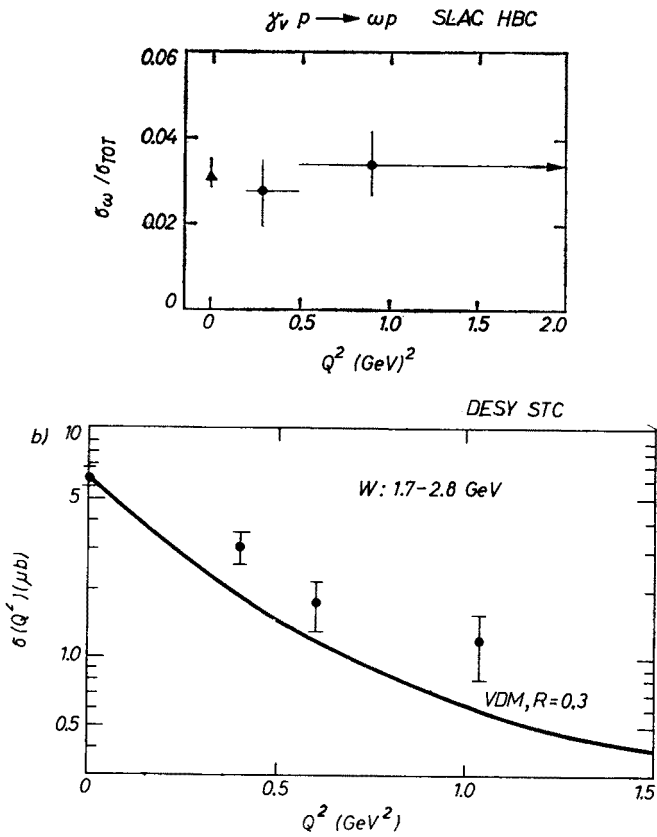 γᵥ p → ωp SLAC HBC
0.06
0.04
0.02
0
σω/σTOT
0 0.5 1.0 1.5 2.0
Q² (GeV)²
DESY STC
b)
10
5
1.0
0.5
σ(Q²)(μb)
W: 1.7–2.8 GeV
VDM, R=0.3
0 0.5 1.0 1.5
Q² (GeV²)